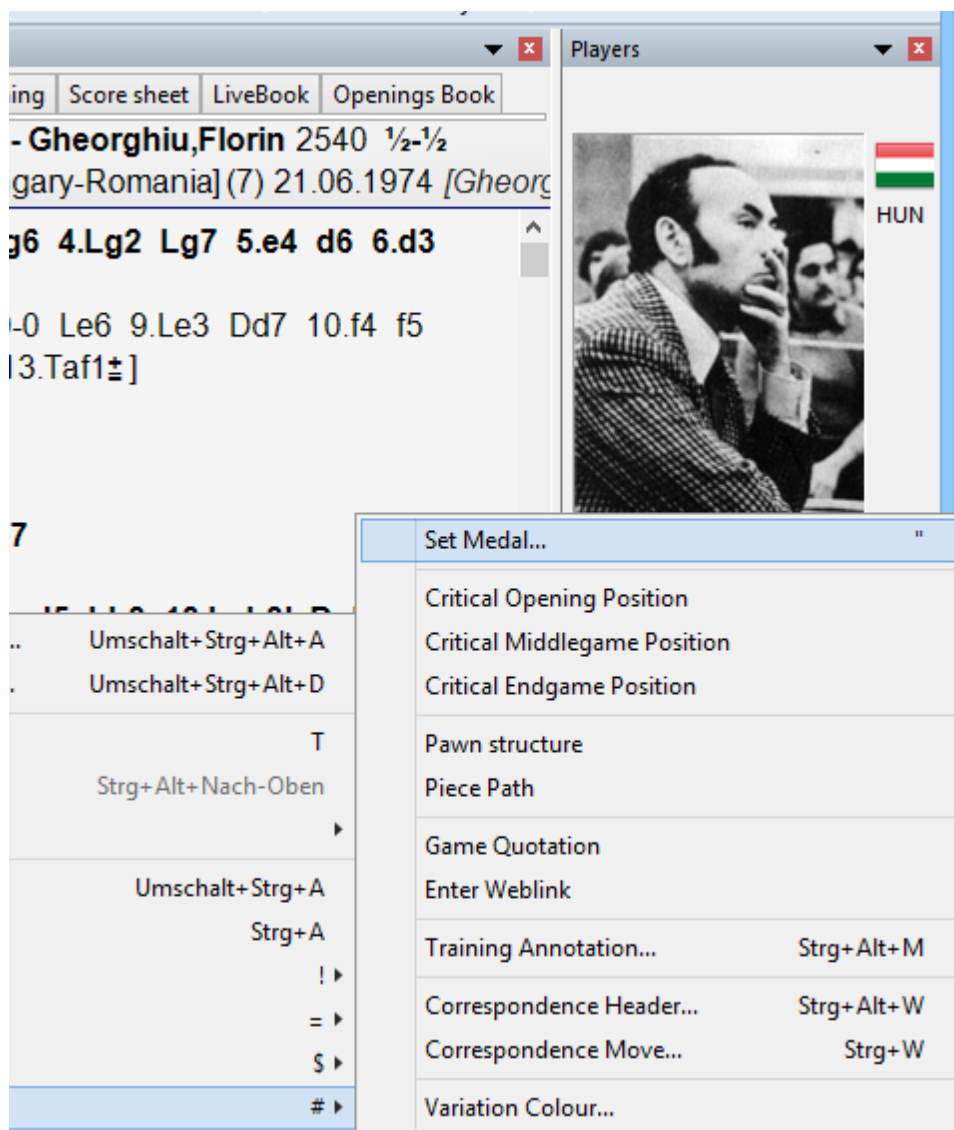 Players
ing Score sheet LiveBook Openings Book
- Gheorghiu,Florin 2540 ½-½
gary-Romania] (7) 21.06.1974 [Gheorg
HUN
g6 4.Lg2 Lg7 5.e4 d6 6.d3
-0 Le6 9.Le3 Dd7 10.f4 f5
13.Taf1⩲ ]
7
Set Medal... "
Critical Opening Position
Critical Middlegame Position
Critical Endgame Position
Pawn structure
Piece Path
Game Quotation
Enter Weblink
Training Annotation... Strg+Alt+M
Correspondence Header... Strg+Alt+W
Correspondence Move... Strg+W
Variation Colour...
.. Umschalt+Strg+Alt+A
. Umschalt+Strg+Alt+D
T
Strg+Alt+Nach-Oben
Umschalt+Strg+A
Strg+A
!
=
$
#